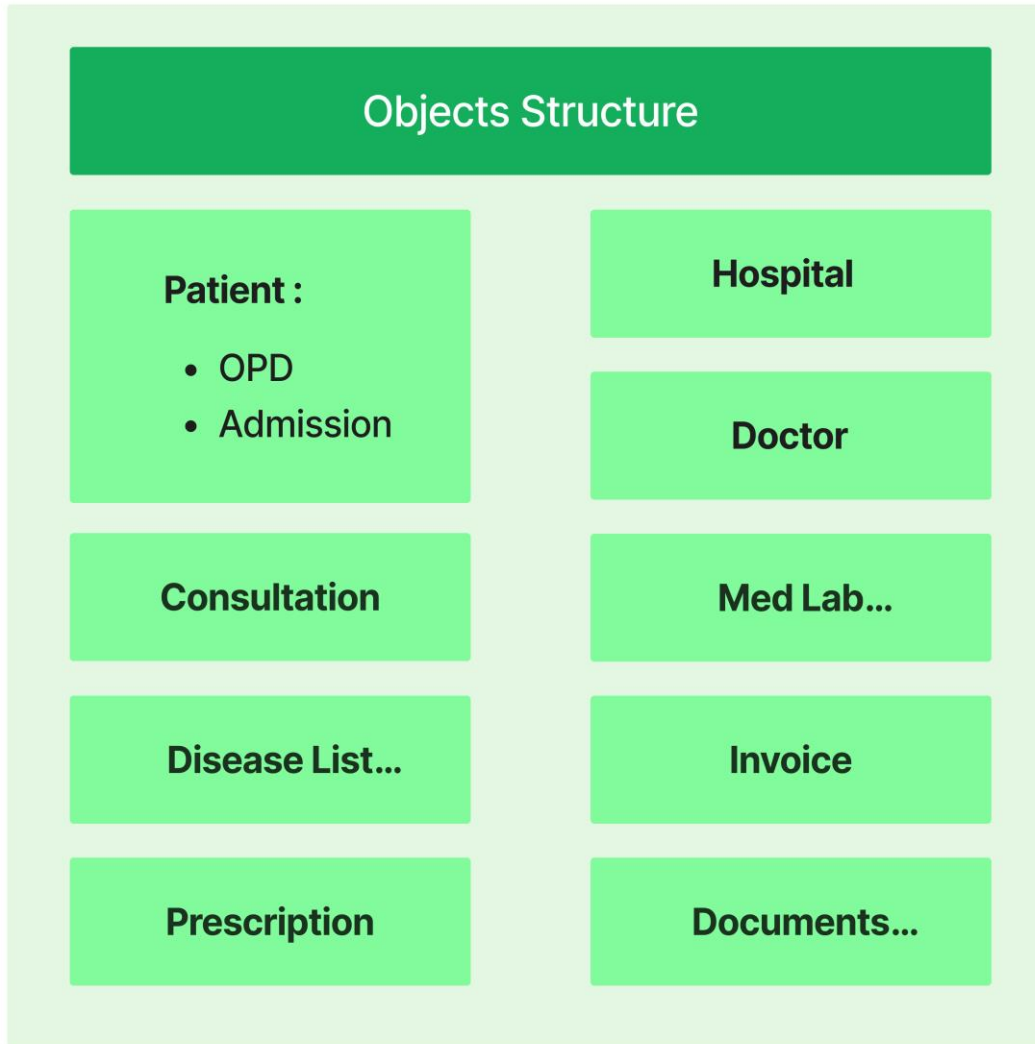 Objects Structure
Patient :
• OPD
• Admission
Consultation
Disease List...
Prescription
Hospital
Doctor
Med Lab...
Invoice
Documents...